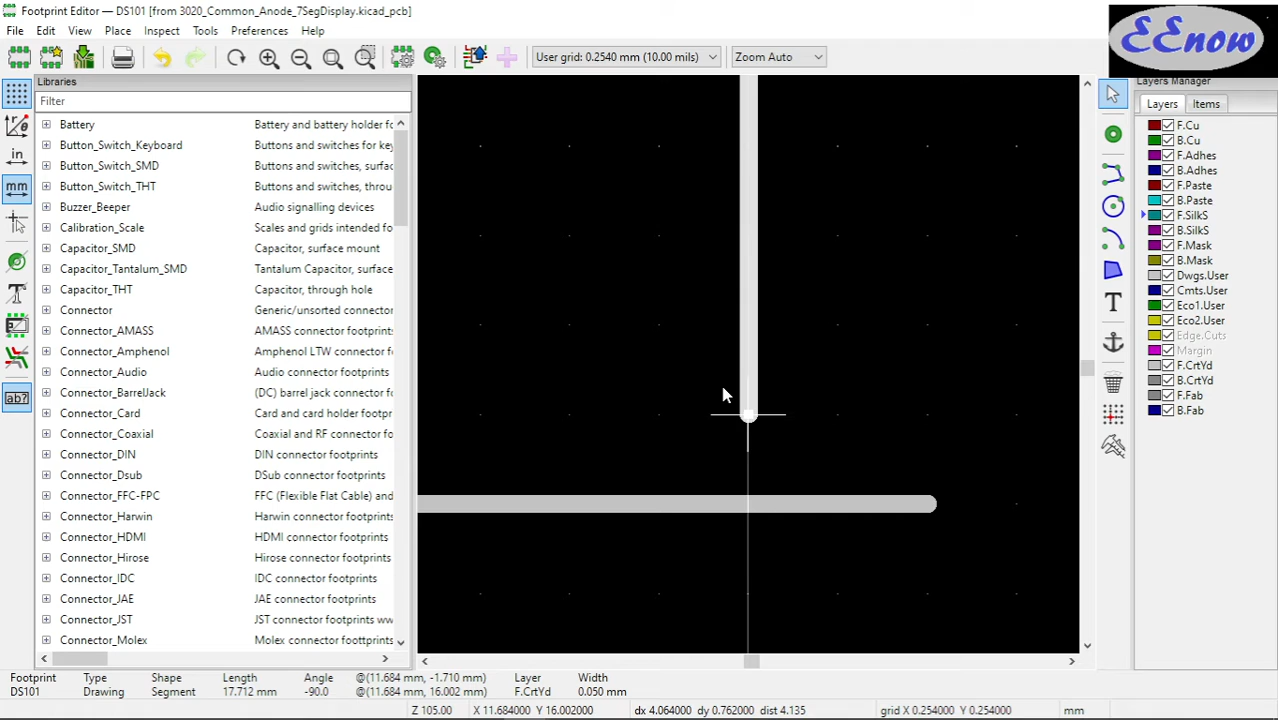 Footprint Editor — DS101 [from 3020_Common_Anode_7SegDisplay.kicad_pcb]
EEnow
File Edit View Place Inspect Tools Preferences Help
User grid: 0.2540 mm (10.00 mils) Zoom Auto
Libraries
Layers Manager
Filter
Layers Items
Battery Battery and battery holder fo
Button_Switch_Keyboard Buttons and switches for key
Button_Switch_SMD Buttons and switches, surfac
Button_Switch_THT Buttons and switches, throu
Buzzer_Beeper Audio signalling devices
Calibration_Scale Scales and grids intended fo
Capacitor_SMD Capacitor, surface mount
Capacitor_Tantalum_SMD Tantalum Capacitor, surface
Capacitor_THT Capacitor, through hole
Connector Generic/unsorted connector
Connector_AMASS AMASS connector footprints
Connector_Amphenol Amphenol LTW connector foo
Connector_Audio Audio connector footprints
Connector_BarrelJack (DC) barrel jack connector fo
Connector_Card Card and card holder footpr
Connector_Coaxial Coaxial and RF connector foo
Connector_DIN DIN connector footprints
Connector_Dsub DSub connector footprints
Connector_FFC-FPC FFC (Flexible Flat Cable) and
Connector_Harwin Harwin connector footprints
Connector_HDMI HDMI connector footprints
Connector_Hirose Hirose connector footprints
Connector_IDC IDC connector footprints
Connector_JAE JAE connector footprints
Connector_JST JST connector footprints ww
Connector_Molex Molex connector foottprints
in
mm
ab?
T
F.Cu
B.Cu
F.Adhes
B.Adhes
F.Paste
B.Paste
F.SilkS
B.SilkS
F.Mask
B.Mask
Dwgs.User
Cmts.User
Eco1.User
Eco2.User
Edge.Cuts
Margin
F.CrtYd
B.CrtYd
F.Fab
B.Fab
Footprint Type Shape Length Angle @(11.684 mm, -1.710 mm) Layer Width
DS101 Drawing Segment 17.712 mm -90.0 @(11.684 mm, 16.002 mm) F.CrtYd 0.050 mm
Z 105.00 X 11.684000 Y 16.002000 dx 4.064000 dy 0.762000 dist 4.135 grid X 0.254000 Y 0.254000 mm